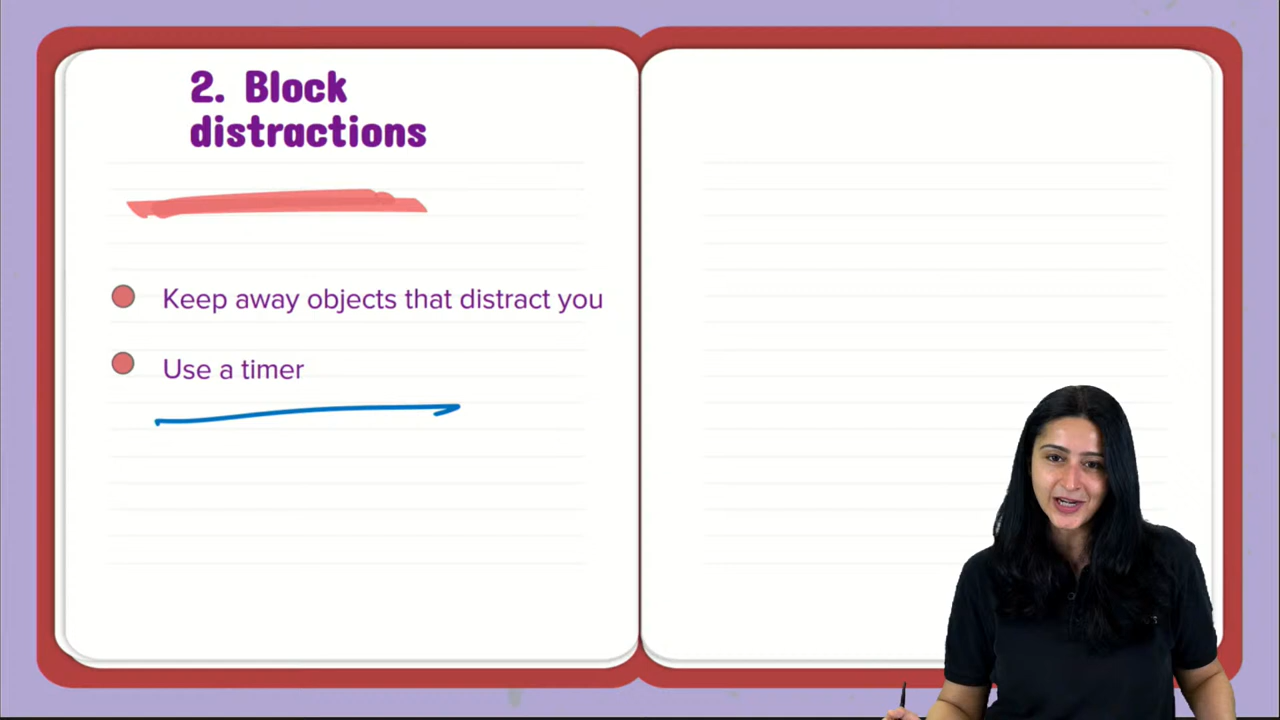 2. Block
distractions
Keep away objects that distract you
Use a timer